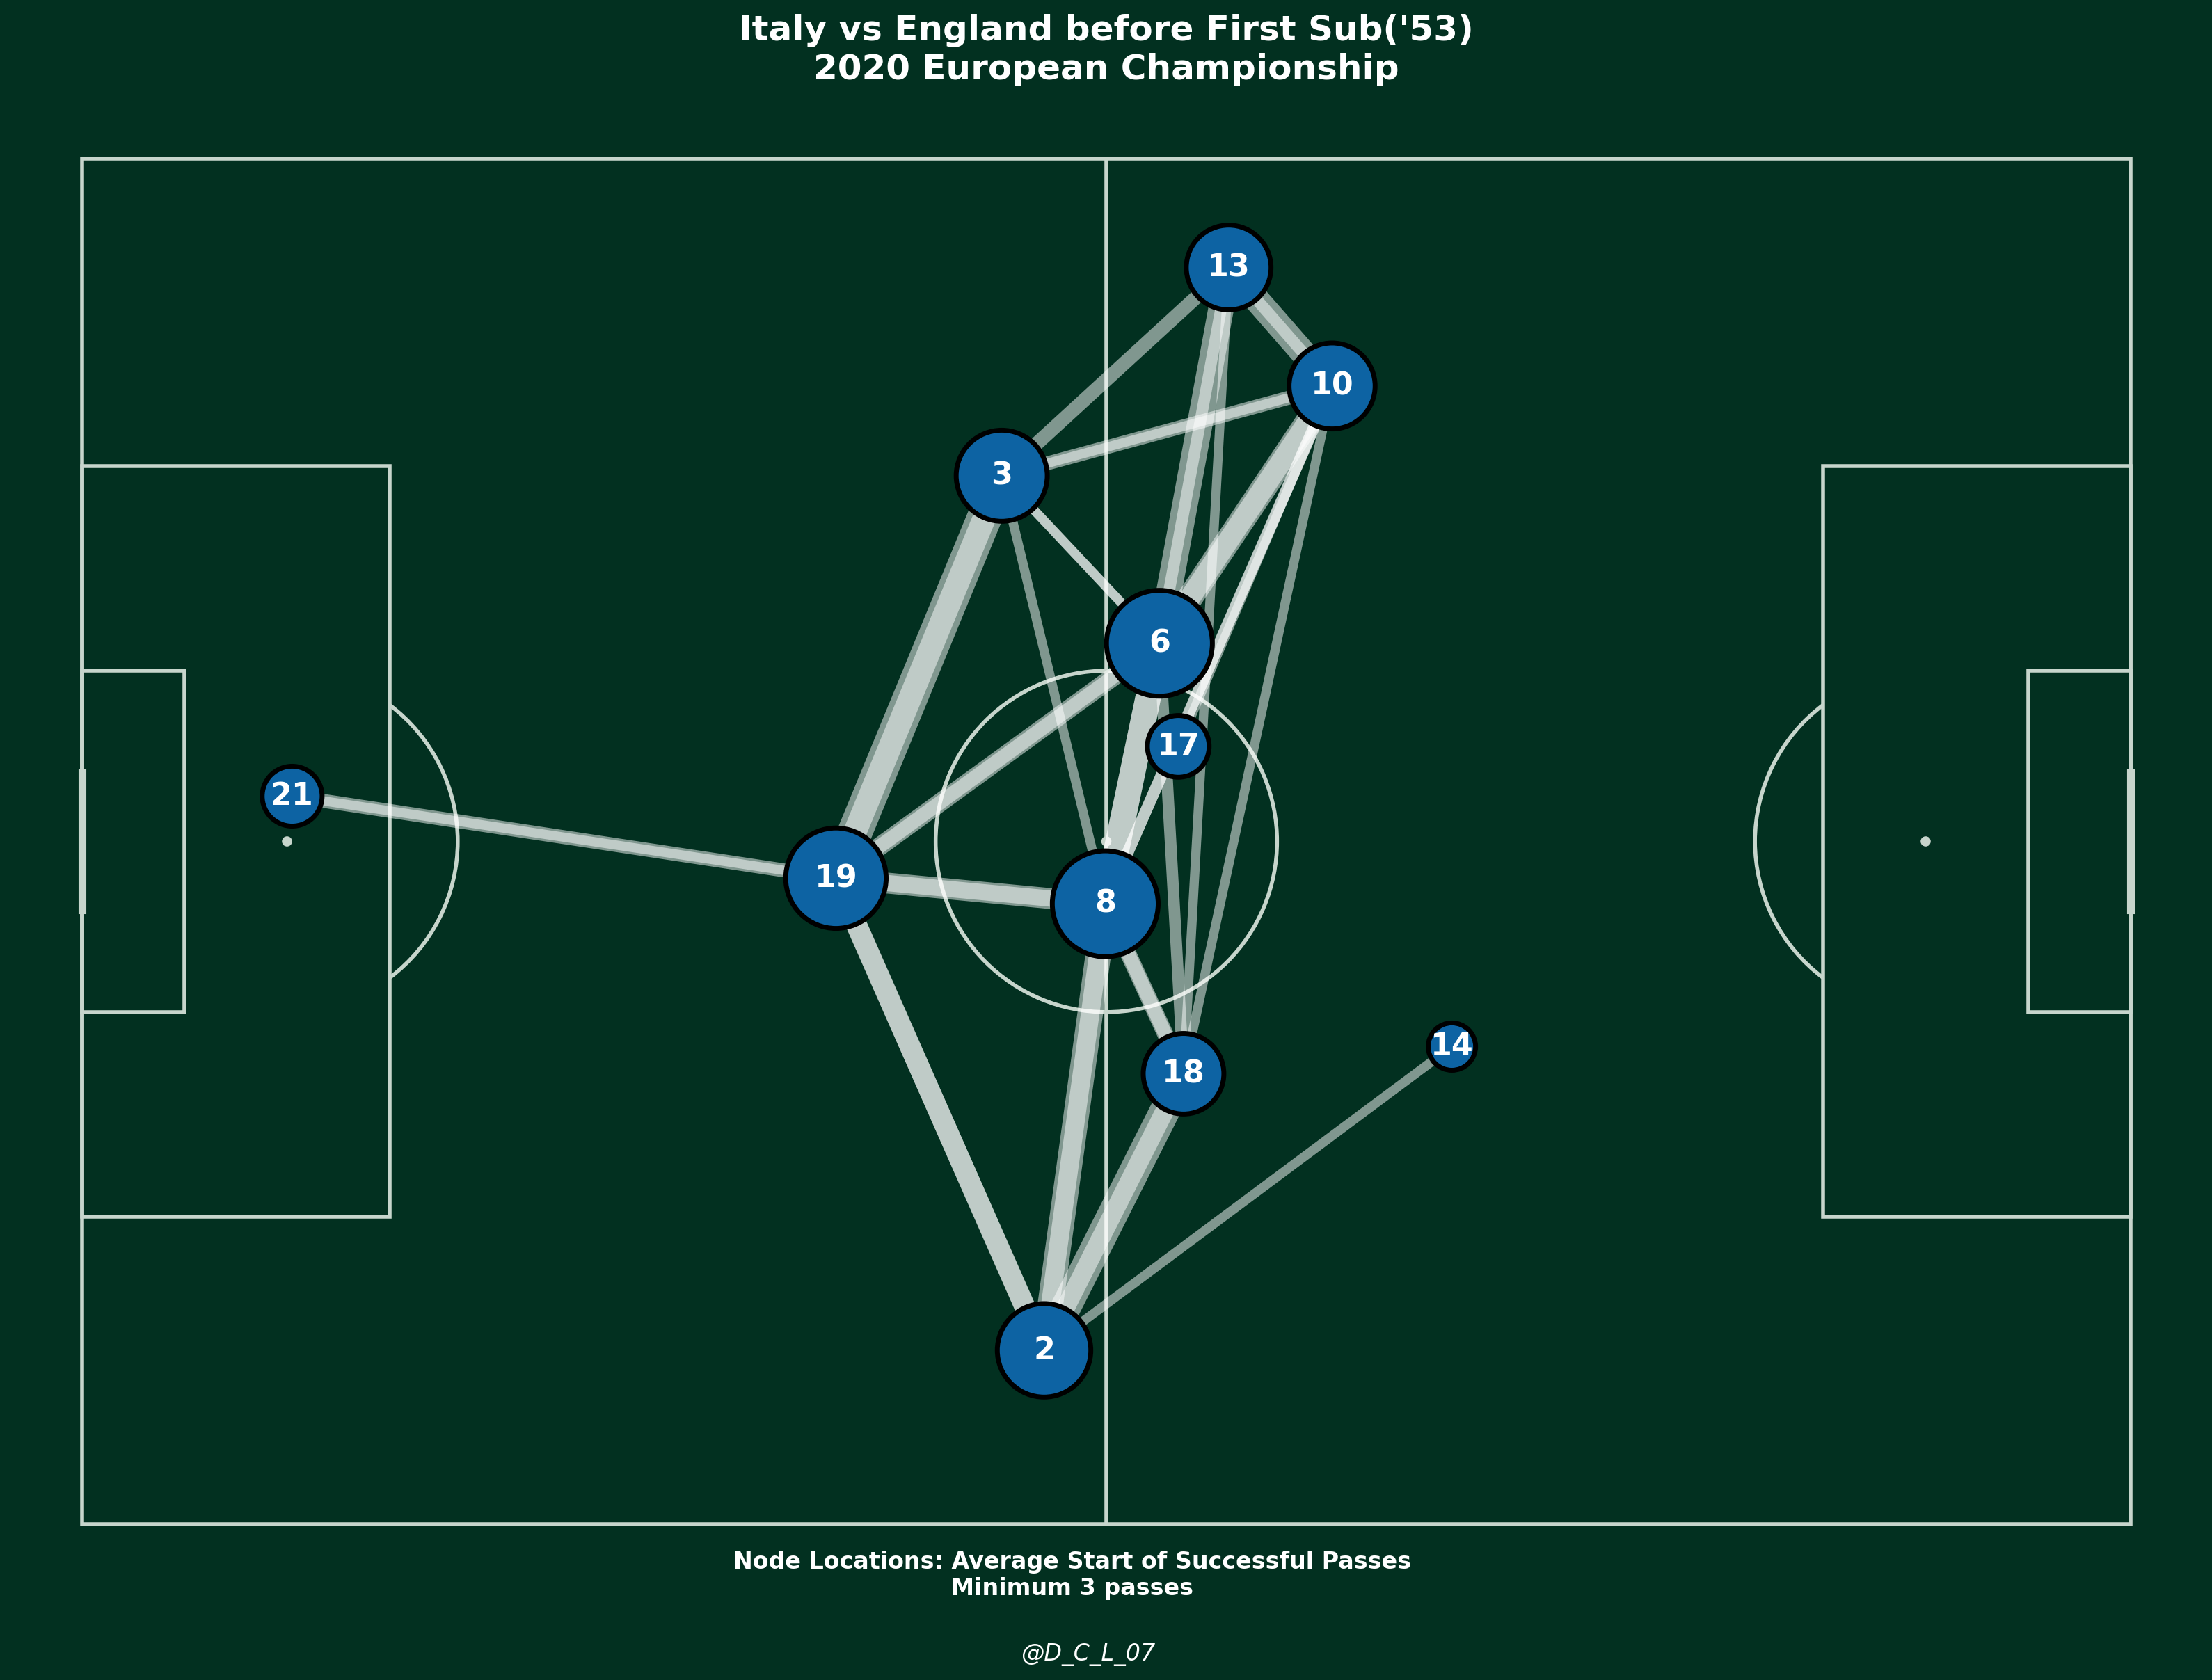 Italy vs England before First Sub('53)
2020 European Championship
13
10
3
6
17
21
19
8
14
18
2
Node Locations: Average Start of Successful Passes
Minimum 3 passes
@D_C_L_07